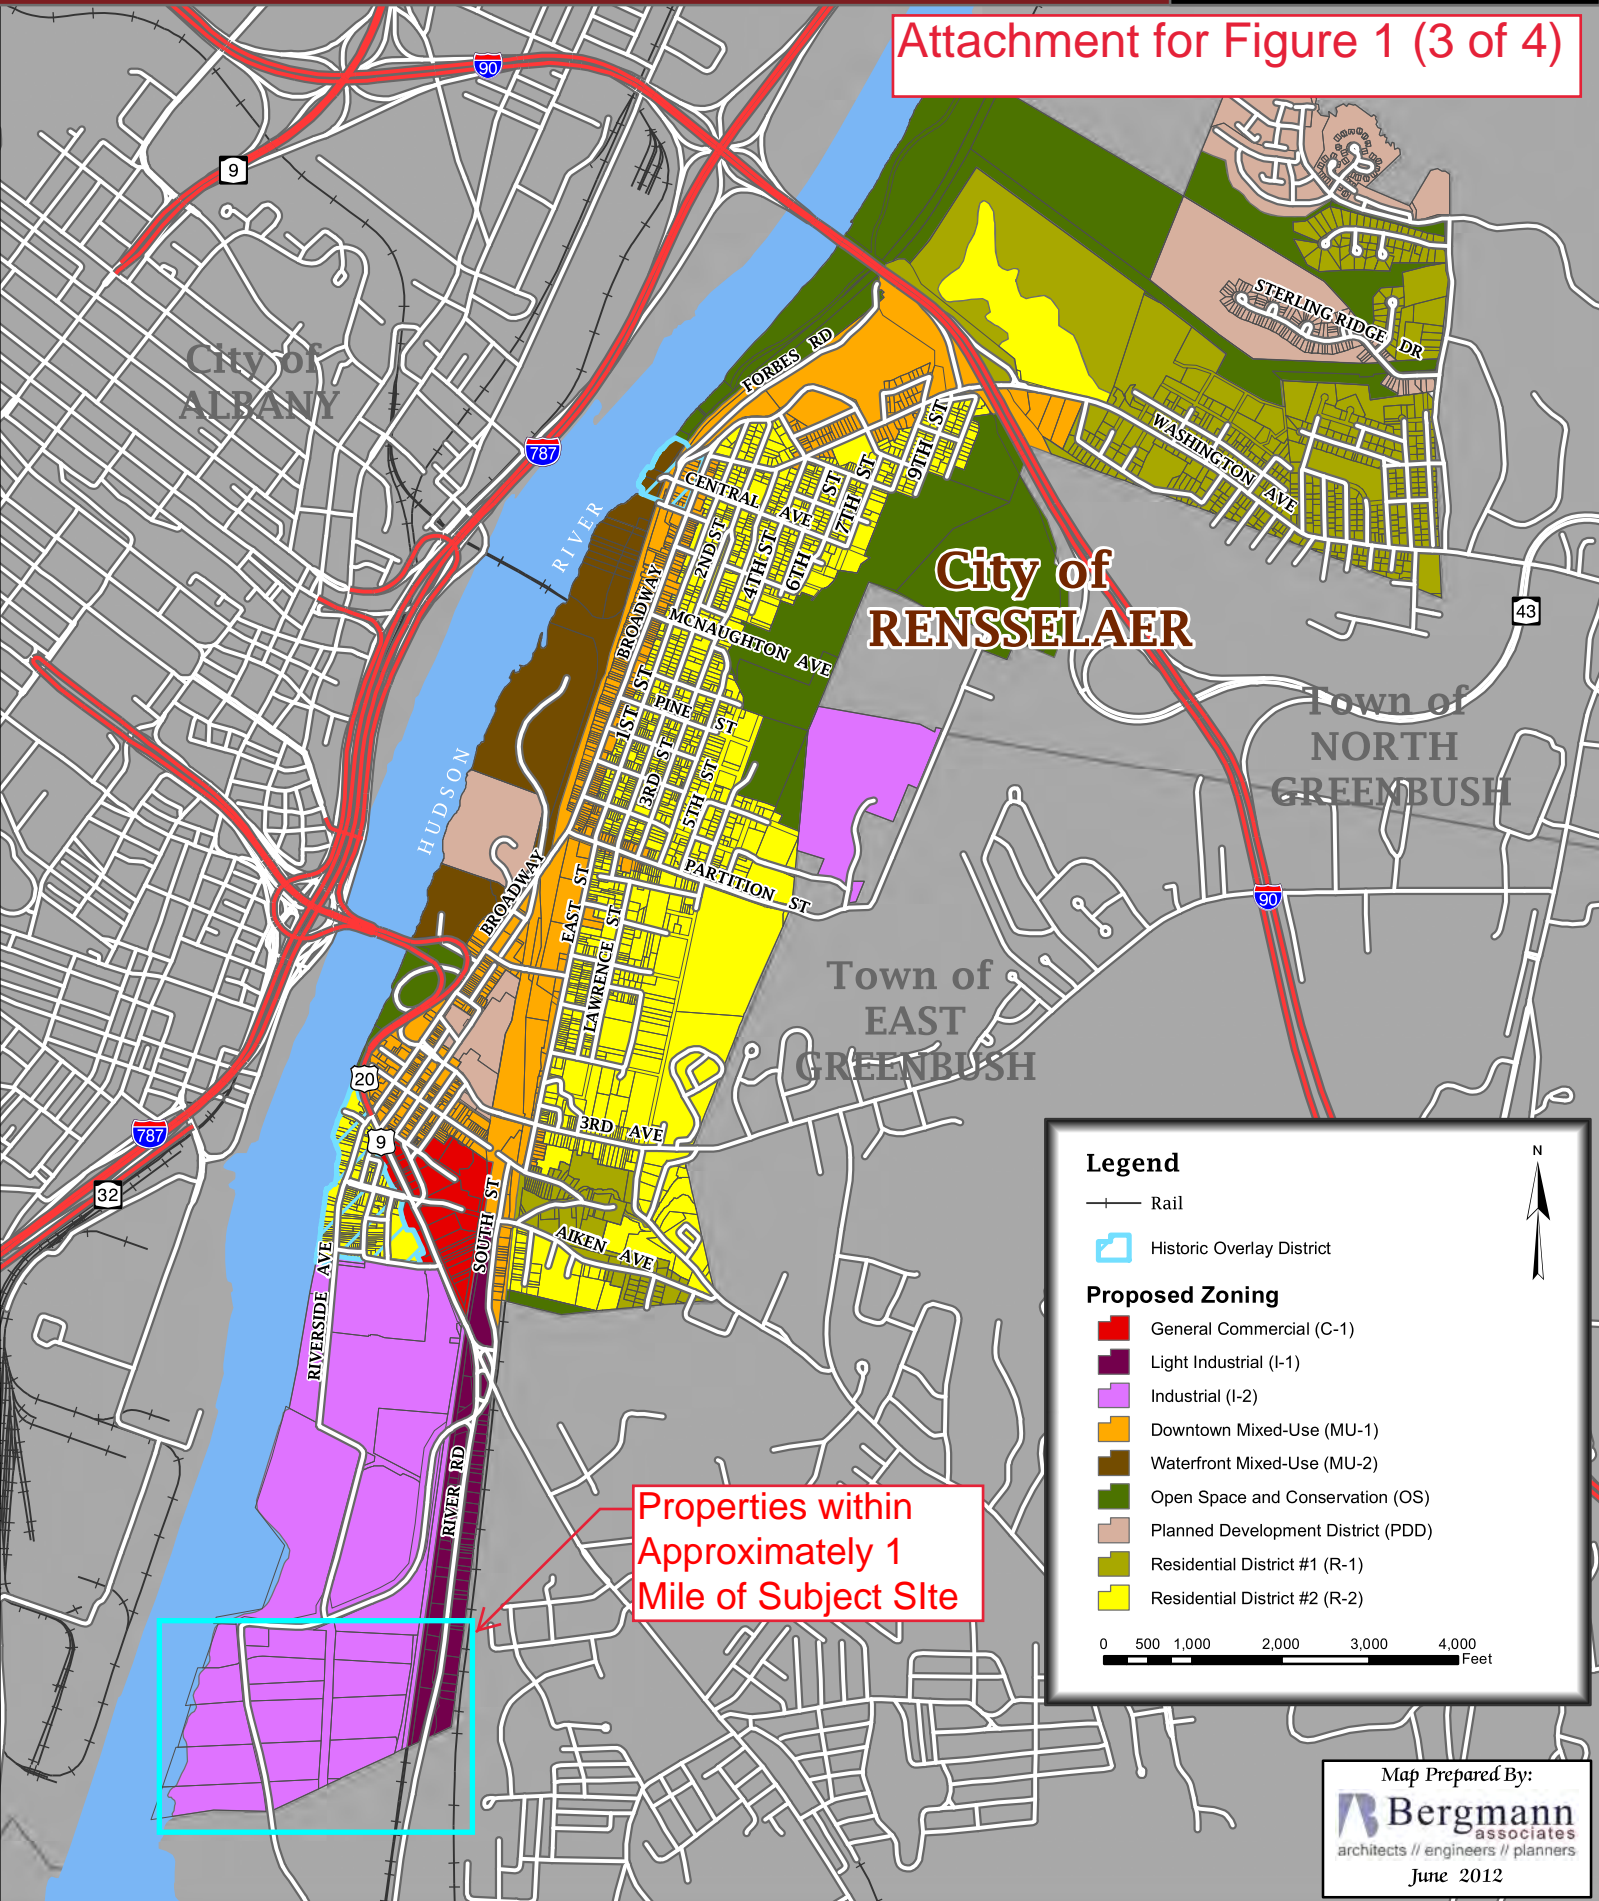 Attachment for Figure 1 (3 of 4)
90
9
City of
ALBANY
787
STERLING RIDGE DR
FORBES RD
WASHINGTON AVE
9TH ST
7TH ST
6TH ST
CENTRAL AVE
4TH ST
2ND ST
HUDSON RIVER
BROADWAY
City of
RENSSELAER
43
MCNAUGHTON AVE
1ST ST
PINE ST
3RD ST
5TH ST
Town of
NORTH
GREENBUSH
PARTITION ST
BROADWAY
EAST ST
LAWRENCE ST
90
Town of
EAST
GREENBUSH
20
9
787
32
3RD AVE
SOUTH ST
AIKEN AVE
RIVERSIDE AVE
RIVER RD
Properties within
Approximately 1
Mile of Subject SIte
Legend
N
Rail
Historic Overlay District
Proposed Zoning
General Commercial (C-1)
Light Industrial (I-1)
Industrial (I-2)
Downtown Mixed-Use (MU-1)
Waterfront Mixed-Use (MU-2)
Open Space and Conservation (OS)
Planned Development District (PDD)
Residential District #1 (R-1)
Residential District #2 (R-2)
0 500 1,000 2,000 3,000 4,000
Feet
Map Prepared By:
Bergmann
associates
architects // engineers // planners
June 2012